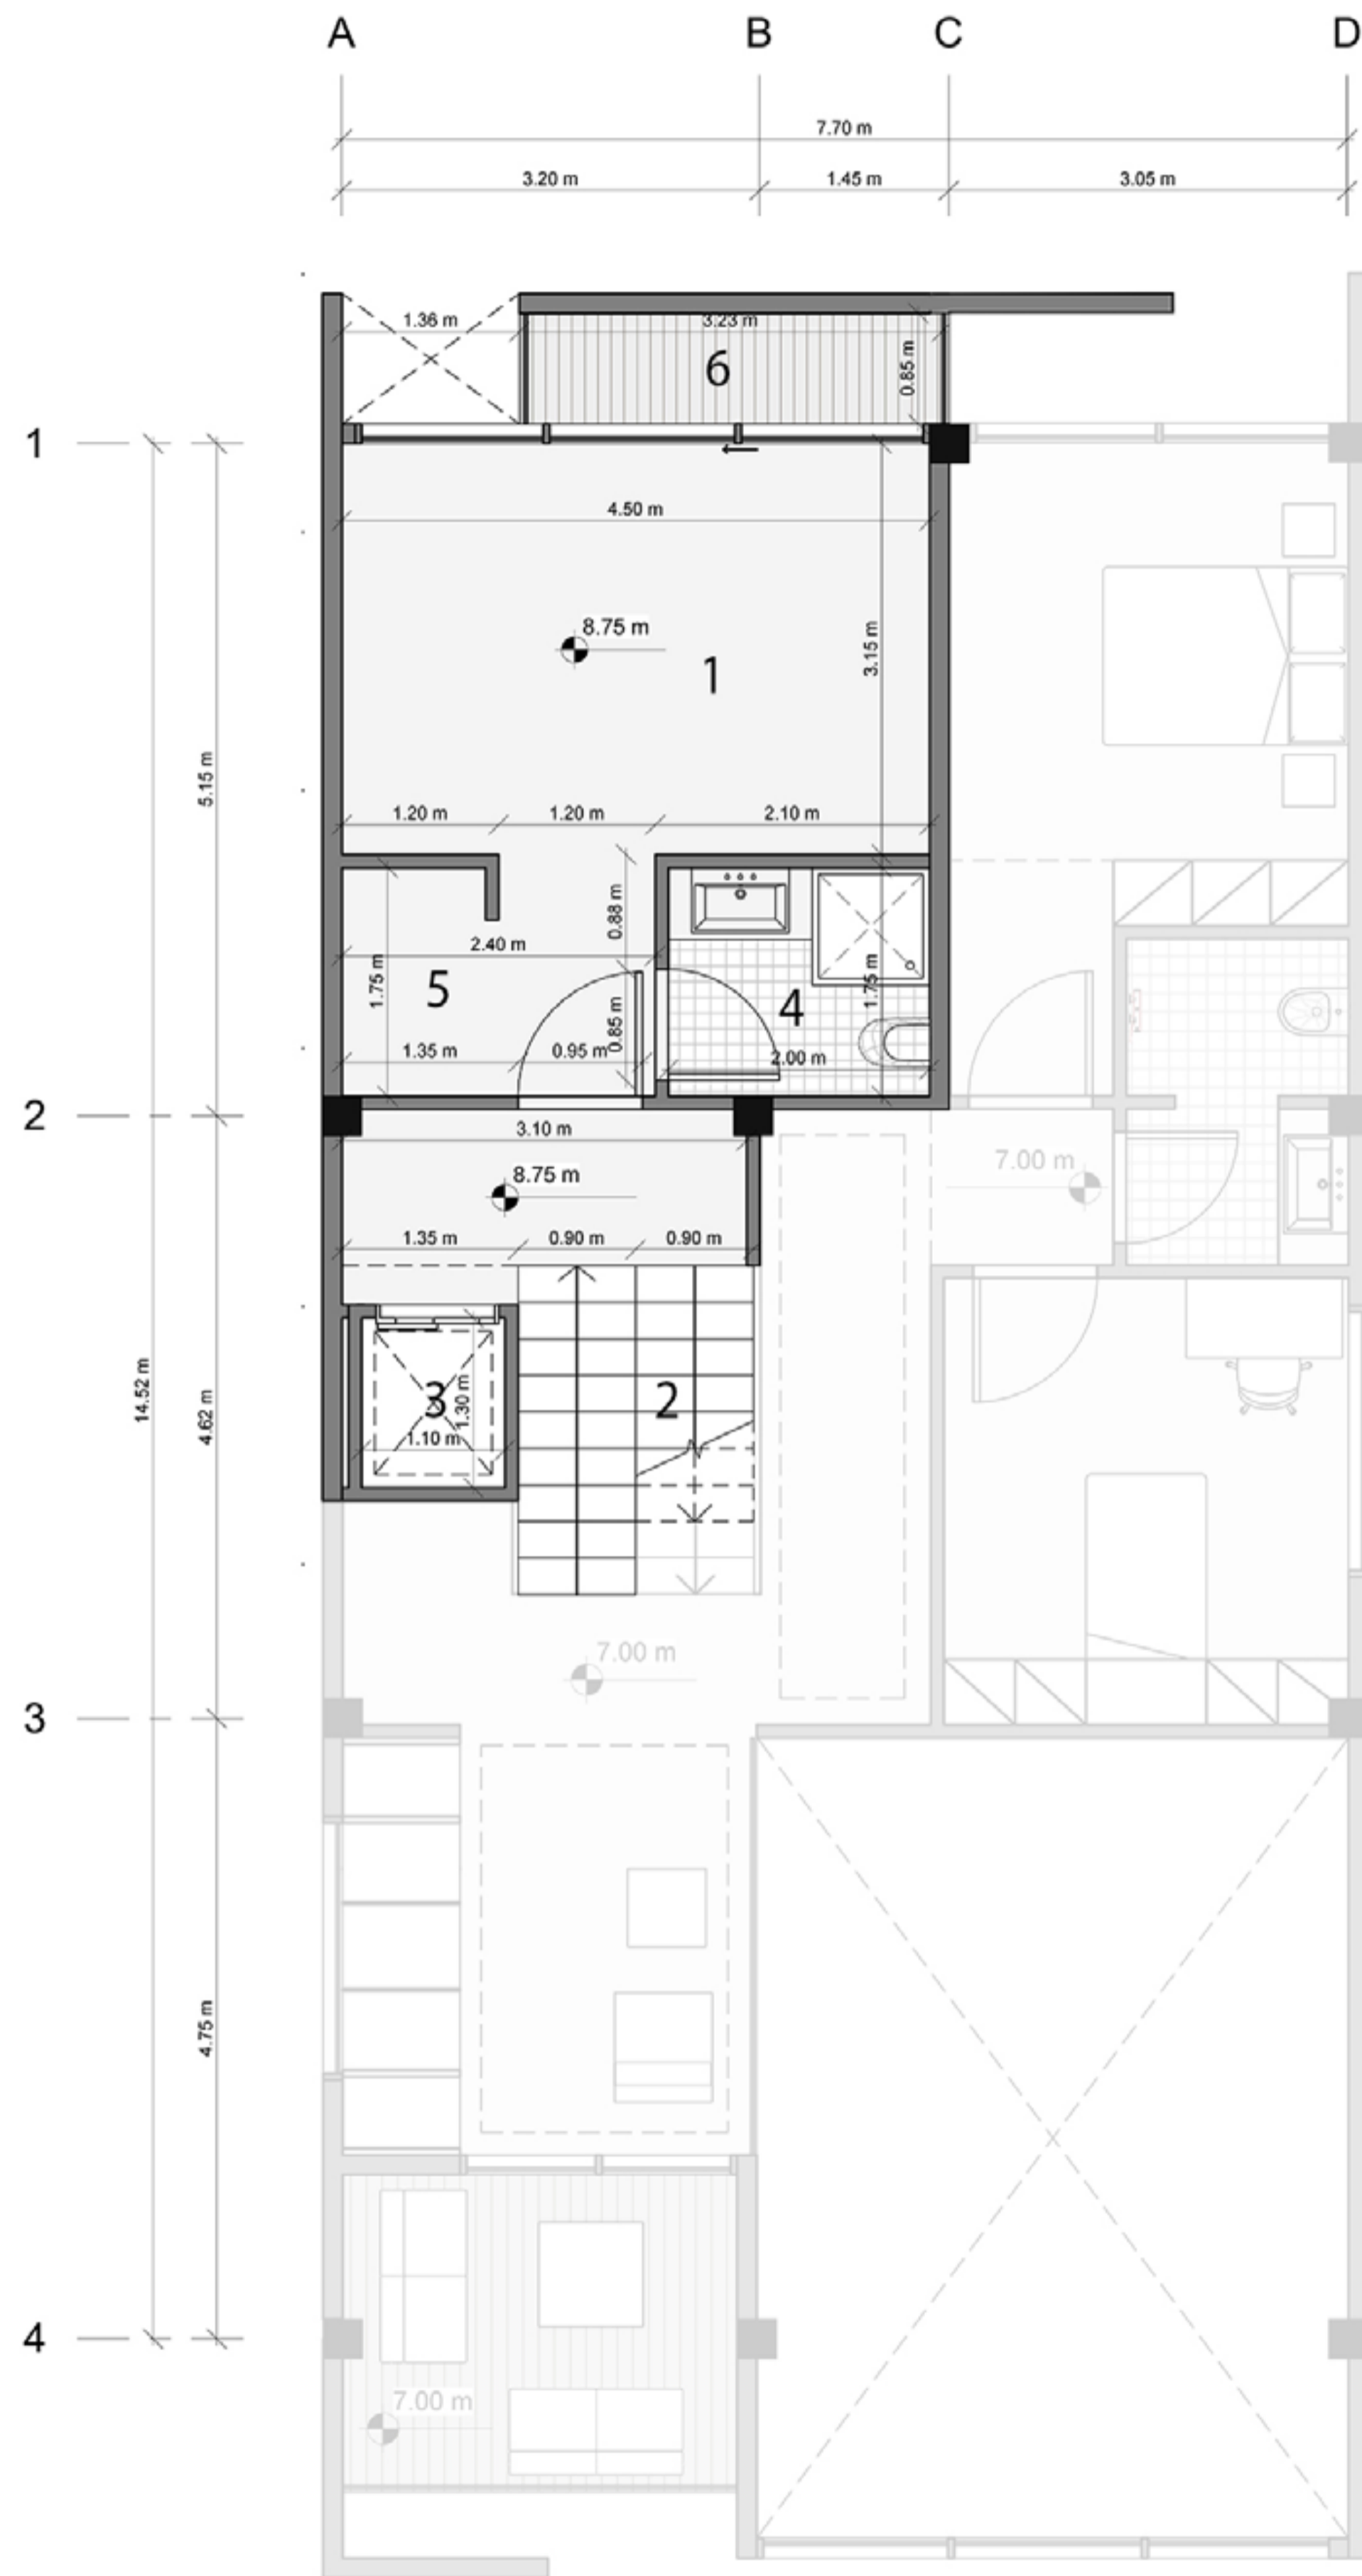 A B C D
7.70 m
3.20 m 1.45 m 3.05 m
1.36 m 3.23 m
6 0.85 m
1
4.50 m
8.75 m
1 3.15 m
5.15 m
1.20 m 1.20 m 2.10 m
0.88 m
2.40 m
1.75 m 5 4 1.75 m
0.85 m
1.35 m 0.95 m 2.00 m
2
3.10 m
8.75 m 7.00 m
1.35 m 0.90 m 0.90 m
14.52 m 4.62 m
3 1.30 m 2
1.10 m
7.00 m
3
4.75 m
4
7.00 m